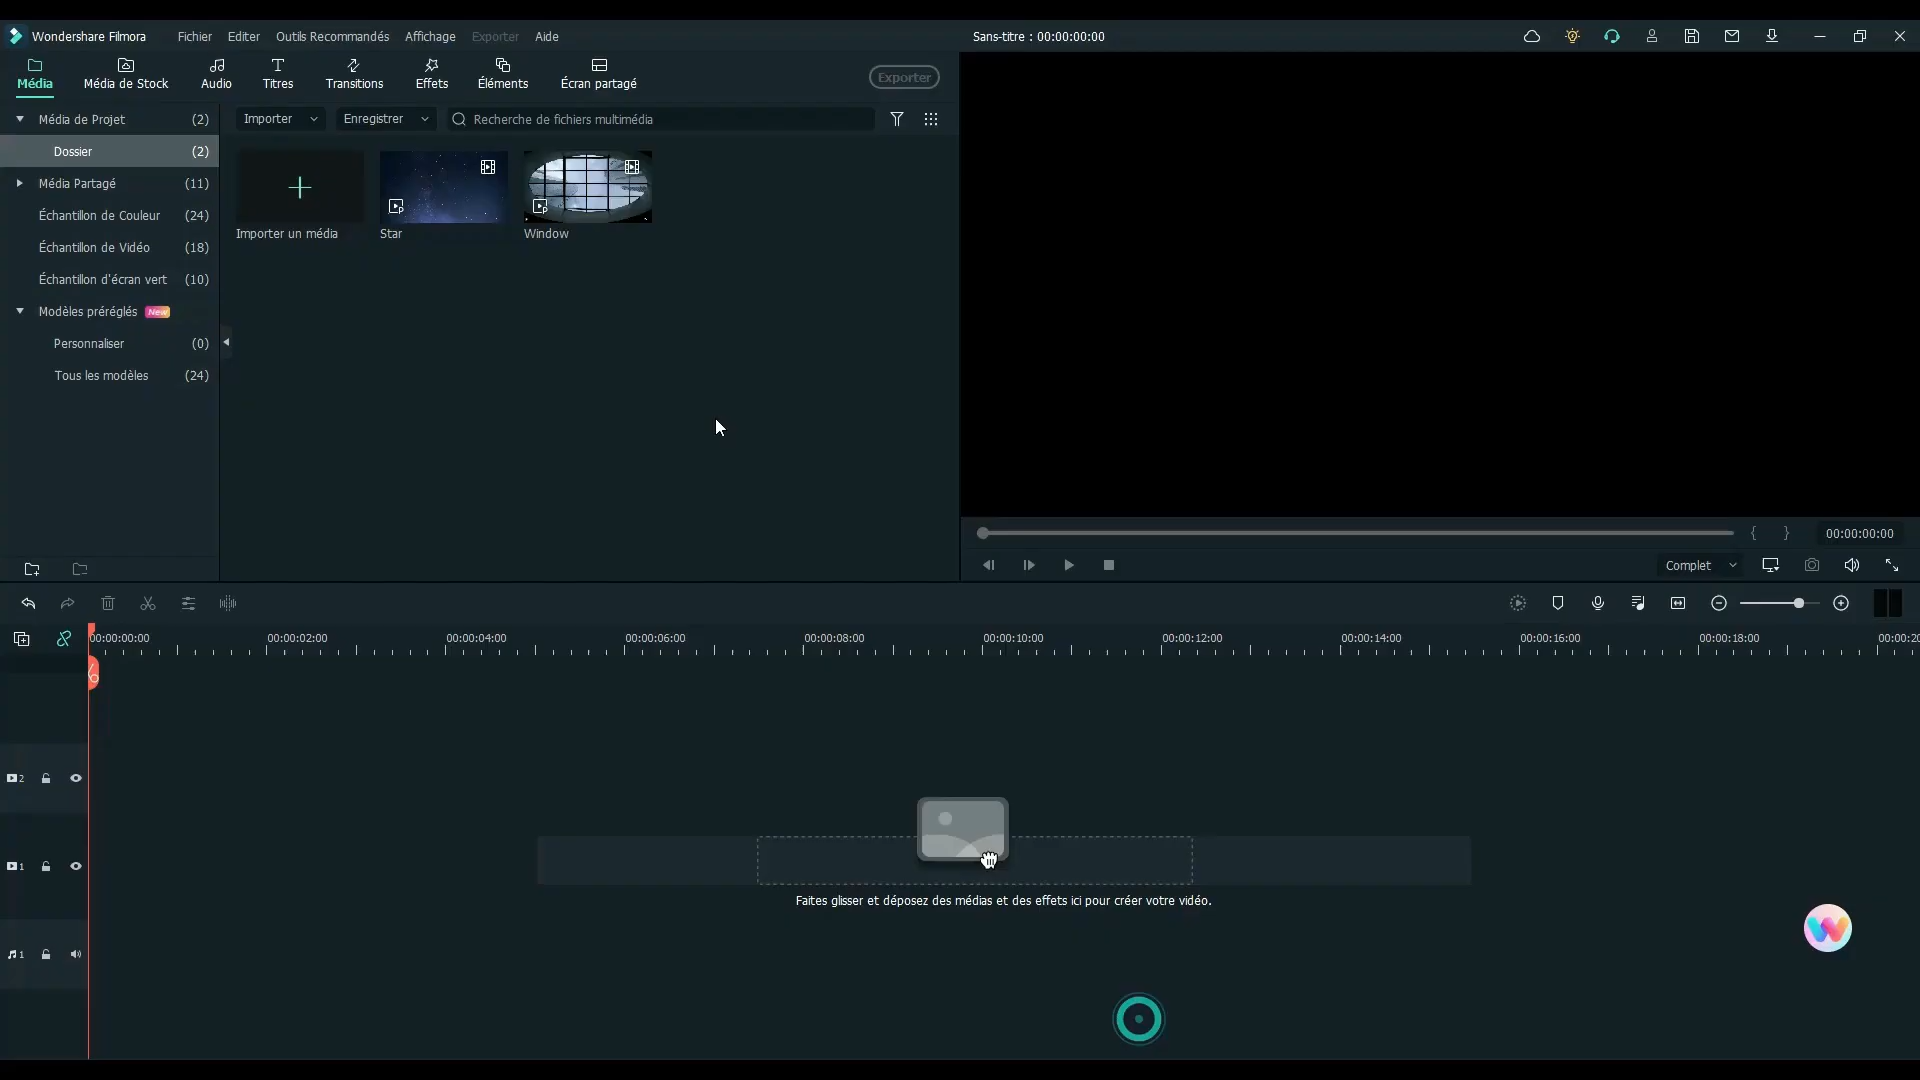 Wondershare Filmora Fichier Editer Outils Recommandés Affichage Exporter Aide Sans-titre : 00:00:00:00
Média Média de Stock Audio Titres Transitions Effets Éléments Écran partagé Exporter
Média de Projet (2) Importer Enregistrer Recherche de fichiers multimédia
Dossier (2)
Média Partagé (11)
Échantillon de Couleur (24)
Importer un média Star Window
Échantillon de Vidéo (18)
Échantillon d'écran vert (10)
Modèles préréglés New
Personnaliser (0)
Tous les modèles (24)
{ } 00:00:00:00
Complet
00:00:00:00 00:00:02:00 00:00:04:00 00:00:06:00 00:00:08:00 00:00:10:00 00:00:12:00 00:00:14:00 00:00:16:00 00:00:18:00 00:00:20
2
1
Faites glisser et déposez des médias et des effets ici pour créer votre vidéo.
1